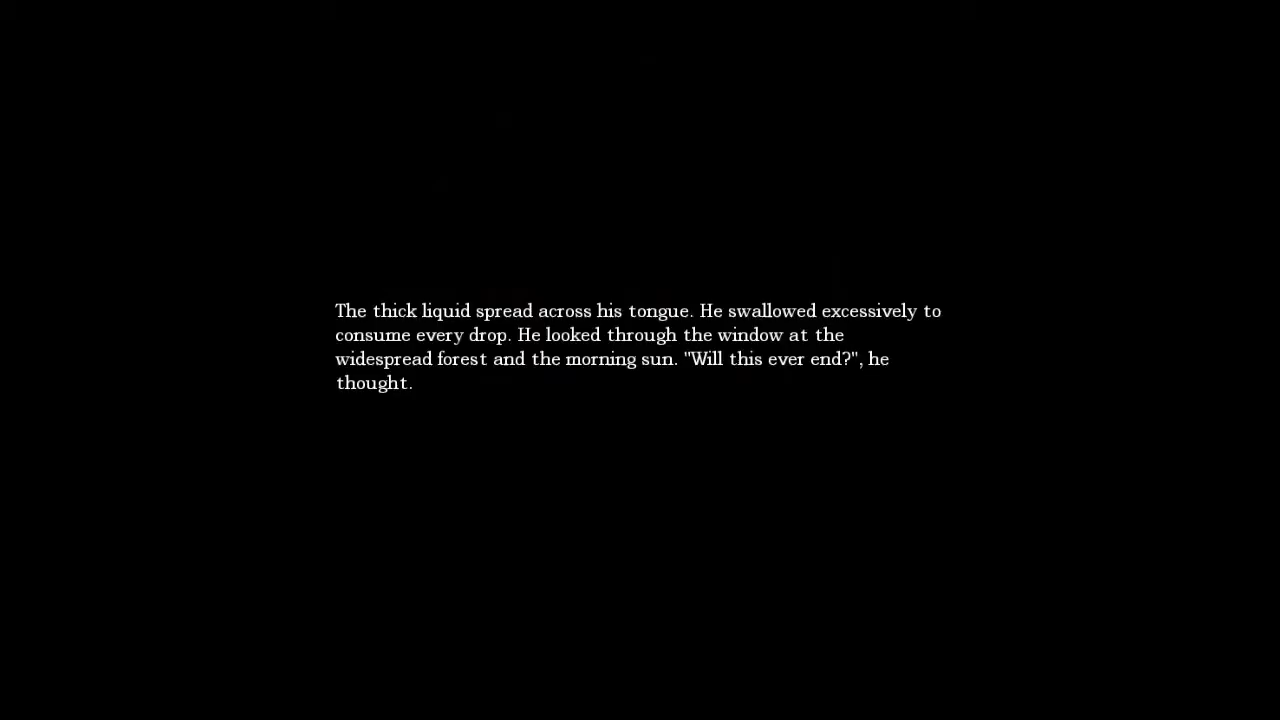 The thick liquid spread across his tongue. He swallowed excessively to
consume every drop. He looked through the window at the
widespread forest and the morning sun. "Will this ever end?", he
thought.